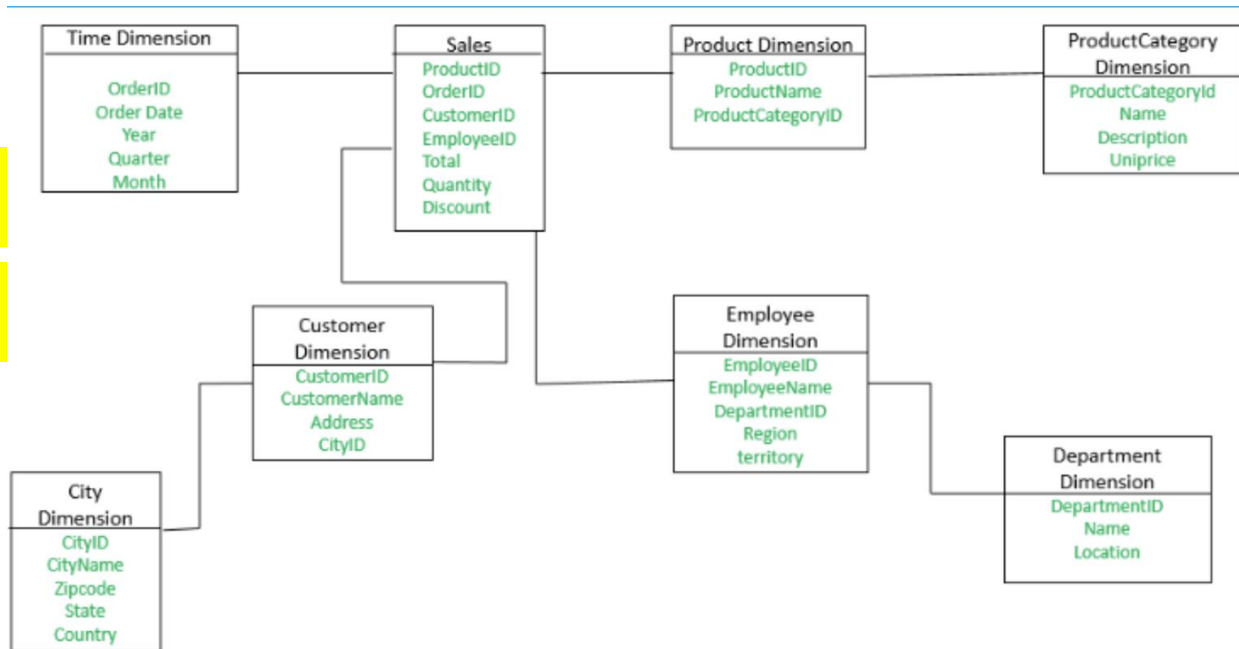 Time Dimension
OrderID
Order Date
Year
Quarter
Month
Sales
ProductID
OrderID
CustomerID
EmployeeID
Total
Quantity
Discount
Product Dimension
ProductID
ProductName
ProductCategoryID
ProductCategory
Dimension
ProductCategoryId
Name
Description
Uniprice
Customer
Dimension
CustomerID
CustomerName
Address
CityID
Employee
Dimension
EmployeeID
EmployeeName
DepartmentID
Region
territory
City
Dimension
CityID
CityName
Zipcode
State
Country
Department
Dimension
DepartmentID
Name
Location